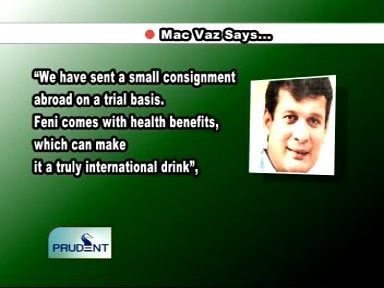 Mac Vaz Says...
“We have sent a small consignment
abroad on a trial basis.
Feni comes with health benefits,
which can make
it a truly international drink”,
PRUDENT